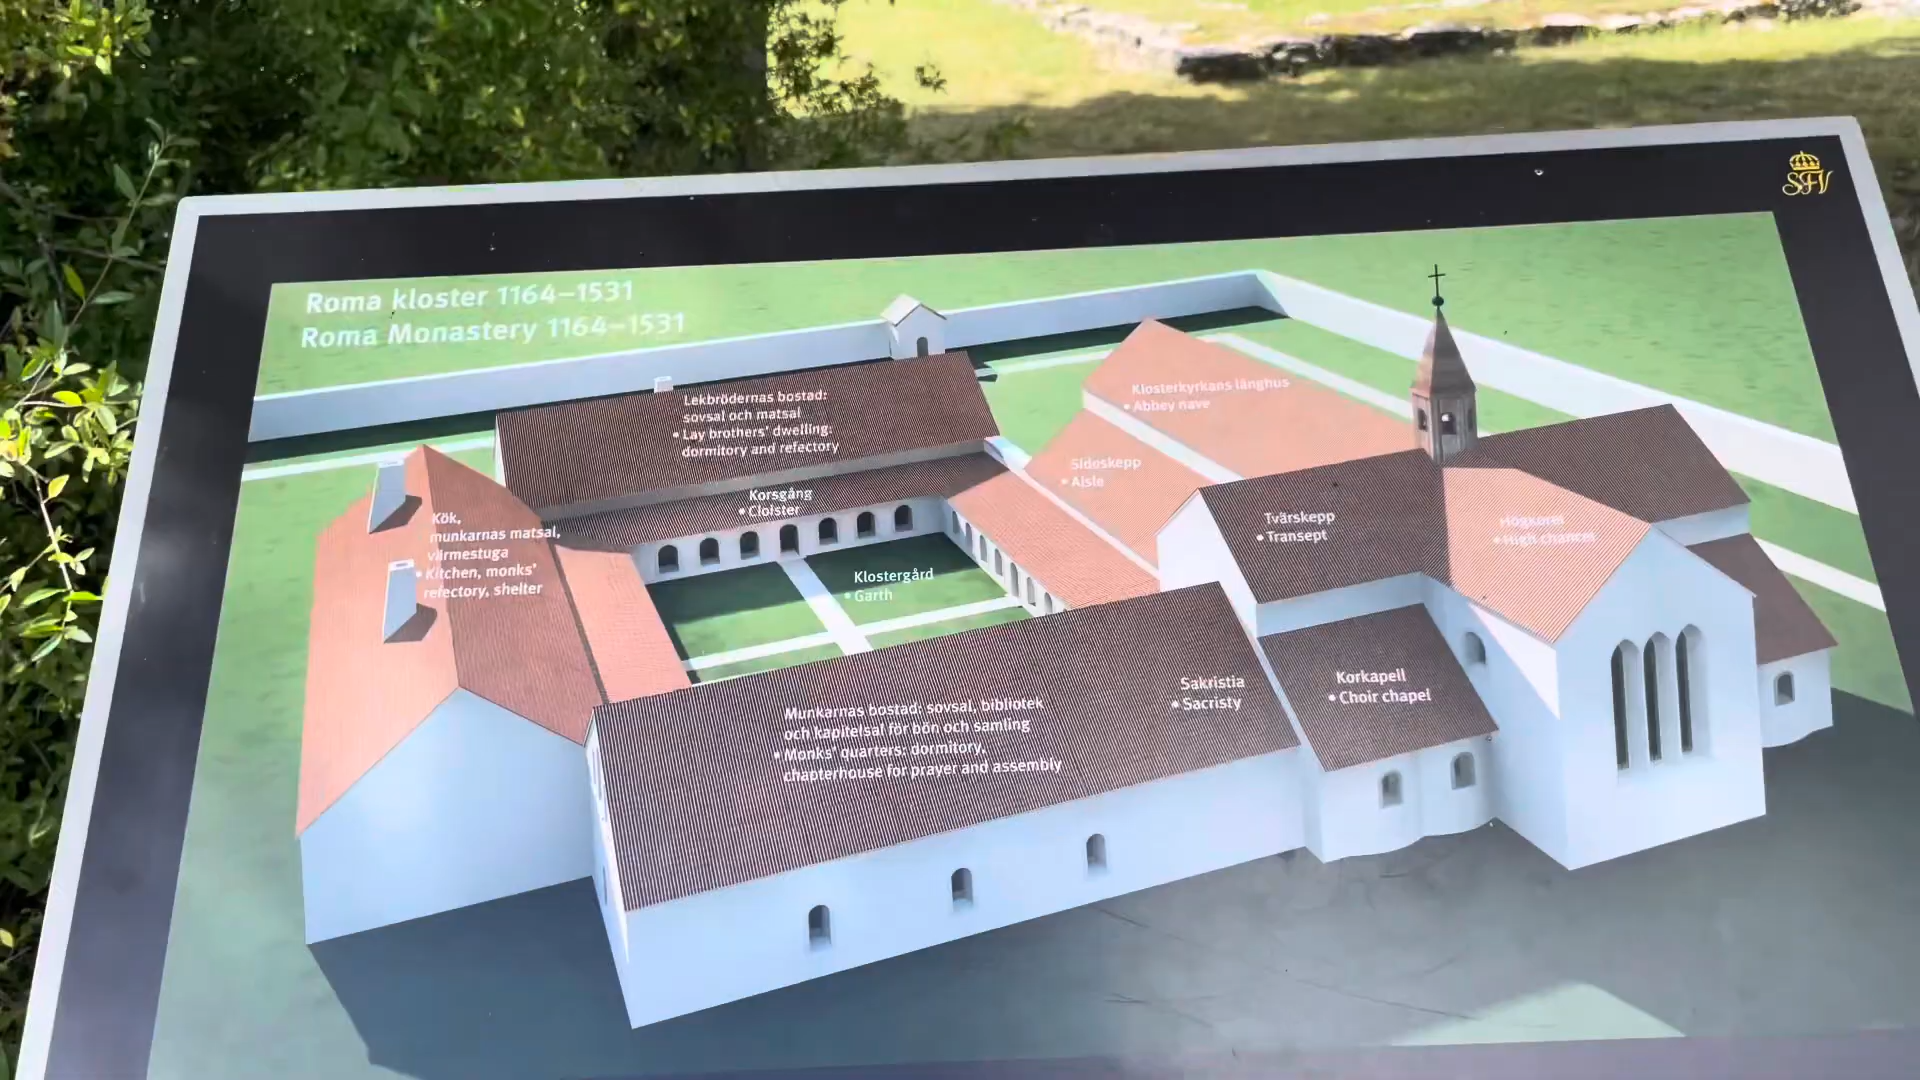 SFV
Roma kloster 1164–1531
Roma Monastery 1164–1531
Lekbrödernas bostad:
sovsal och matsal
• Lay brothers' dwelling:
dormitory and refectory
Klosterkyrkans långhus
• Abbey nave
Sidoskepp
• Aisle
Korsgång
• Cloister
Kök,
munkarnas matsal,
värmestuga
• Kitchen, monks'
refectory, shelter
Tvärskepp
• Transept
Högkoret
• High chancel
Klostergård
• Garth
Munkarnas bostad: sovsal, bibliotek
och kapitelsal för bön och samling
• Monks' quarters: dormitory,
chapterhouse for prayer and assembly
Sakristia
• Sacristy
Korkapell
• Choir chapel